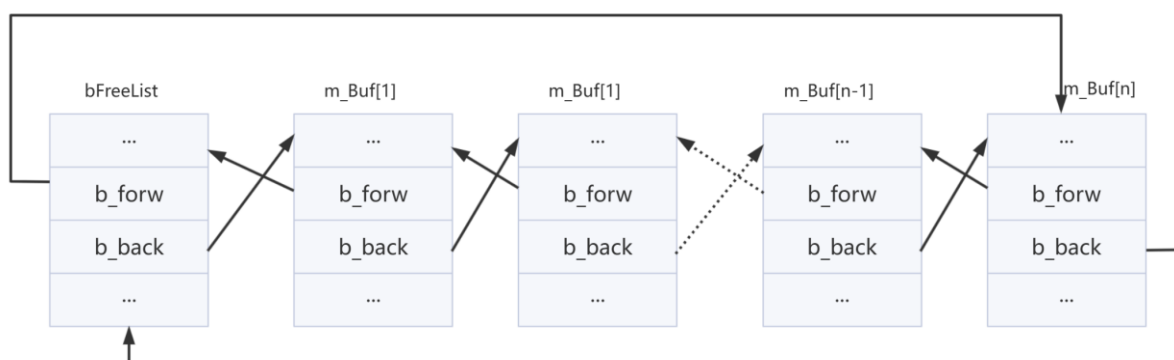 bFreeList m_Buf[1] m_Buf[1] m_Buf[n-1] m_Buf[n]
... ... ... ... ...
b_forw b_forw b_forw b_forw b_forw
b_back b_back b_back b_back b_back
... ... ... ... ...